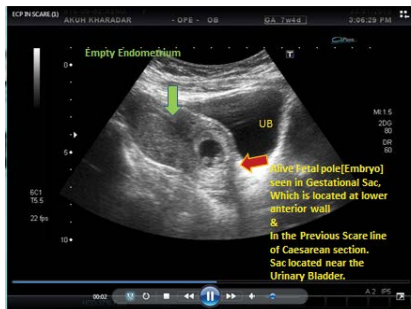 ECP IN SCARE (1)
AKUH KHARADAR - OPE - OB GA 7w4d 3:06:29 PM
Empty Endomethium
T
0
UB
MI:1.5
2DG
80
DR
60
5
Alive Fetal pole[Embryo]
seen in Gestational Sac,
Which is located at lower
anterior wall
&
In the Previous Scare line
of Caesarean section.
Sac located near the
Urinary Bladder.
6C1
T5.5
22 fps
10
00:02